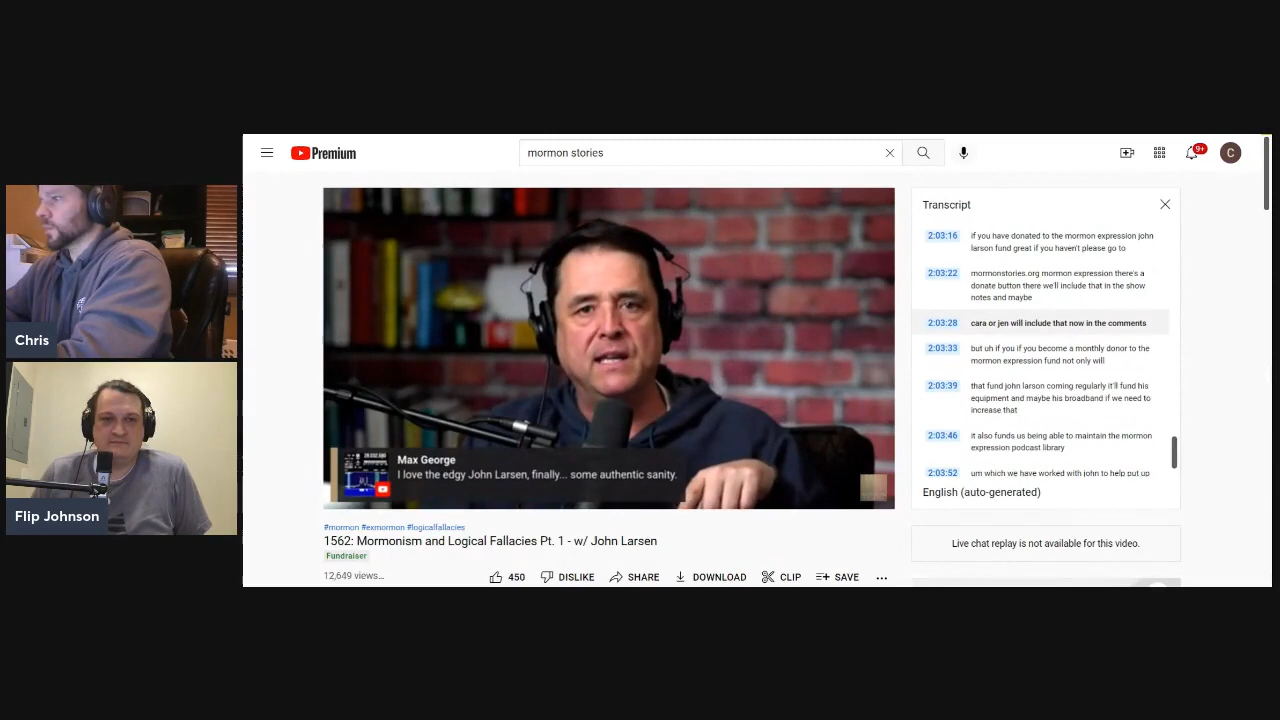 Premium
mormon stories
9+
C
Chris
Flip Johnson
Max George
I love the edgy John Larsen, finally... some authentic sanity.
#mormon #exmormon #logicalfallacies
1562: Mormonism and Logical Fallacies Pt. 1 - w/ John Larsen
Fundraiser
12,649 views...
450
DISLIKE
SHARE
DOWNLOAD
CLIP
SAVE
Transcript
2:03:16
if you have donated to the mormon expression john
larson fund great if you haven't please go to
2:03:22
mormonstories.org mormon expression there's a
donate button there we'll include that in the show
notes and maybe
2:03:28
cara or jen will include that now in the comments
2:03:33
but uh if you if you become a monthly donor to the
mormon expression fund not only will
2:03:39
that fund john larson coming regularly it'll fund his
equipment and maybe his broadband if we need to
increase that
2:03:46
it also funds us being able to maintain the mormon
expression podcast library
2:03:52
um which we have worked with john to help put up
English (auto-generated)
Live chat replay is not available for this video.